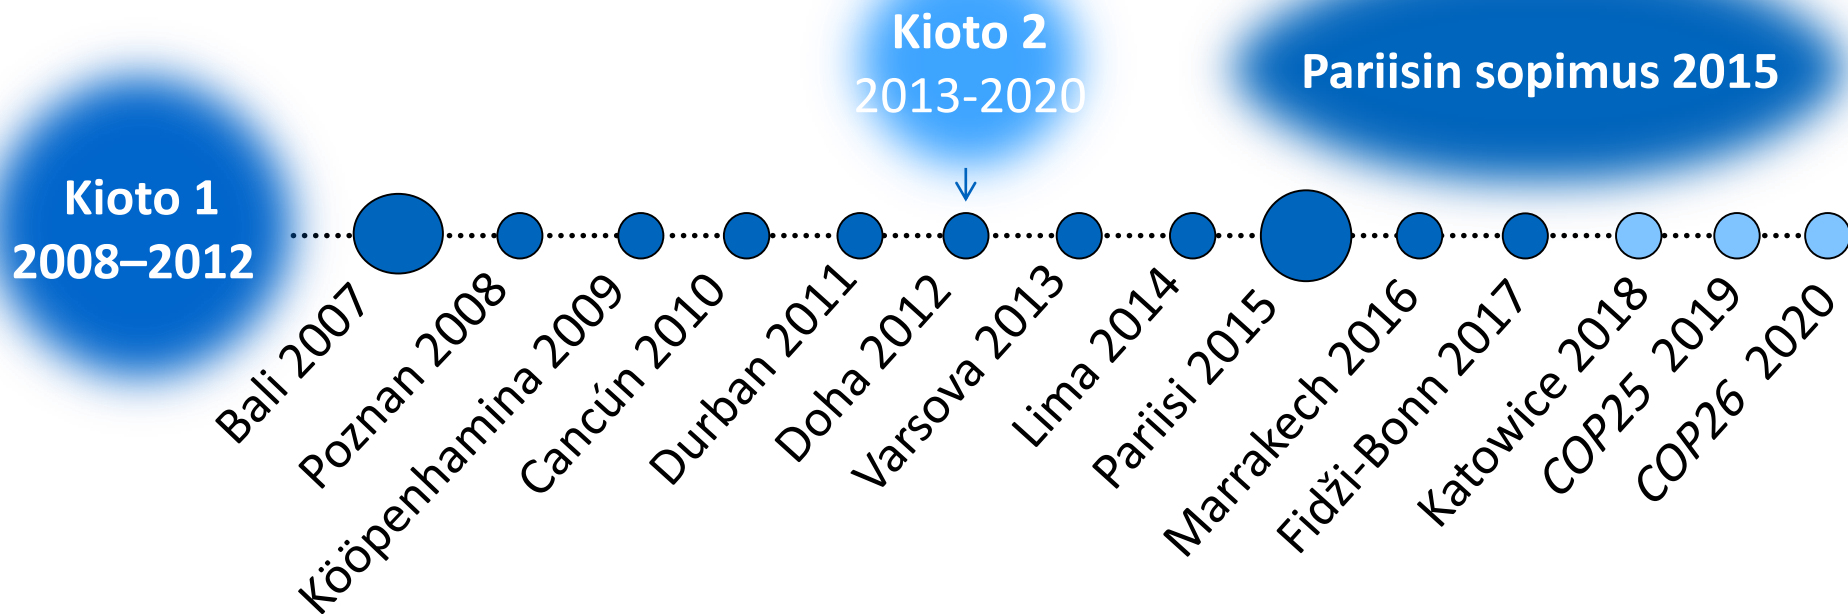 Kioto 1
2008–2012
Kioto 2
2013-2020
Pariisin sopimus 2015
Bali 2007
Poznan 2008
Kööpenhamina 2009
Cancún 2010
Durban 2011
Doha 2012
Varsova 2013
Lima 2014
Pariisi 2015
Marrakech 2016
Fidži-Bonn 2017
Katowice 2018
COP25 2019
COP26 2020